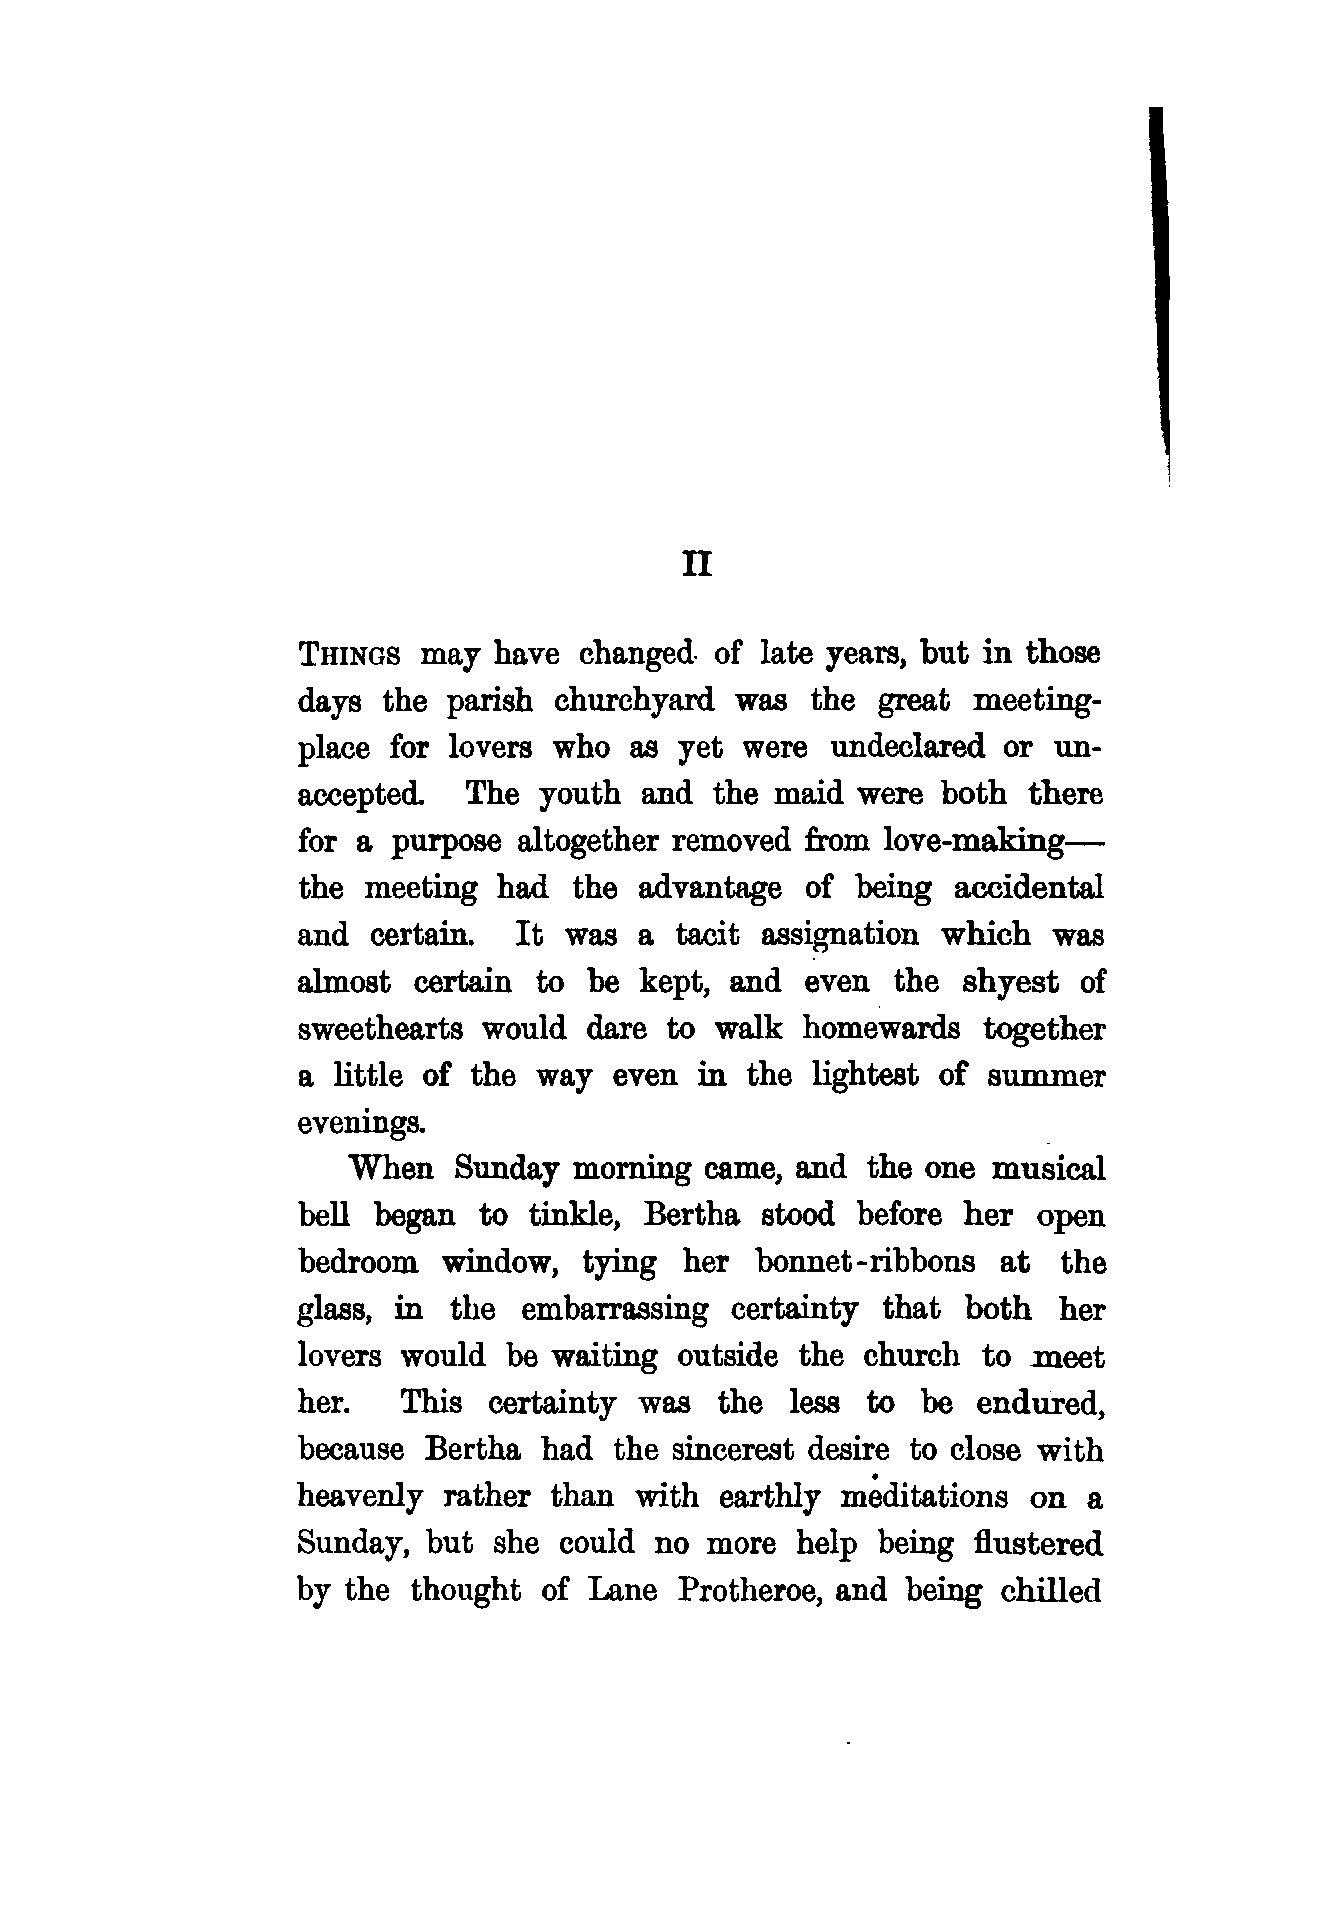 II
THINGS may have changed of late years, but in those
days the parish churchyard was the great meeting-
place for lovers who as yet were undeclared or un-
accepted. The youth and the maid were both there
for a purpose altogether removed from love-making—
the meeting had the advantage of being accidental
and certain. It was a tacit assignation which was
almost certain to be kept, and even the shyest of
sweethearts would dare to walk homewards together
a little of the way even in the lightest of summer
evenings.
When Sunday morning came, and the one musical
bell began to tinkle, Bertha stood before her open
bedroom window, tying her bonnet-ribbons at the
glass, in the embarrassing certainty that both her
lovers would be waiting outside the church to meet
her. This certainty was the less to be endured,
because Bertha had the sincerest desire to close with
heavenly rather than with earthly meditations on a
Sunday, but she could no more help being flustered
by the thought of Lane Protheroe, and being chilled